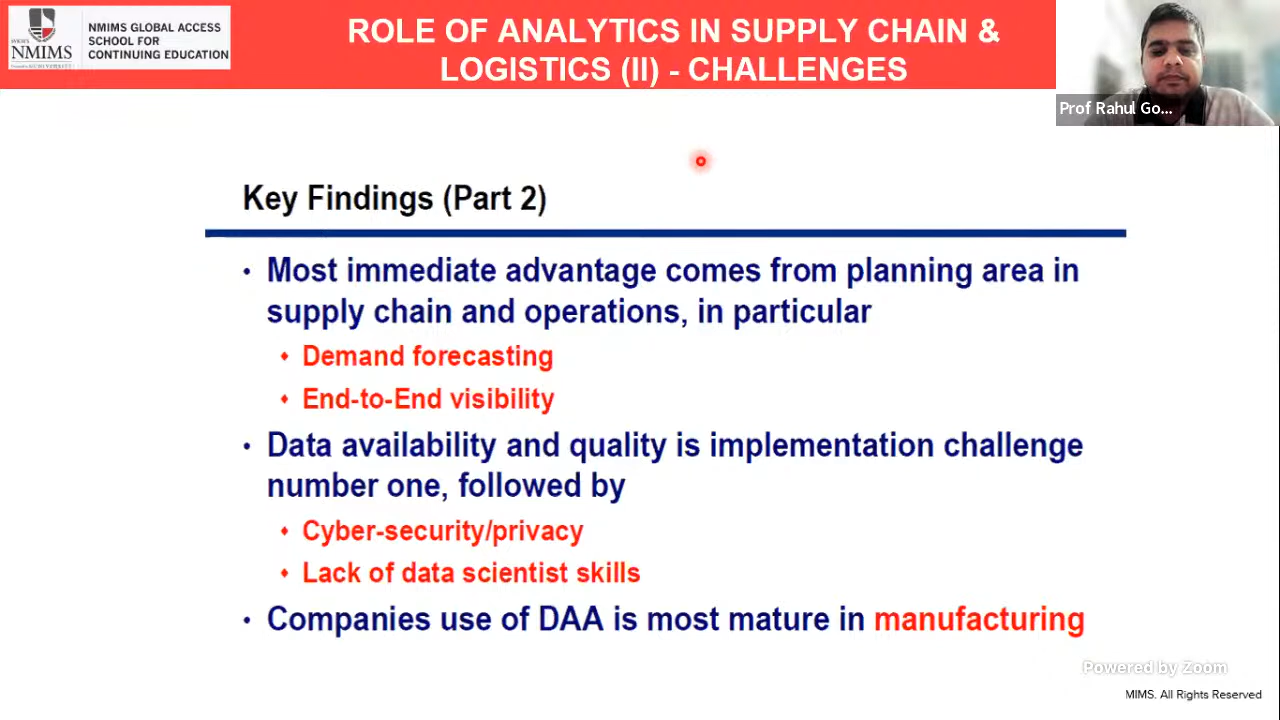 NMIMS GLOBAL ACCESS
SCHOOL FOR
CONTINUING EDUCATION
SVKM'S
NMIMS
ROLE OF ANALYTICS IN SUPPLY CHAIN &
LOGISTICS (II) - CHALLENGES
Prof Rahul Go...
Key Findings (Part 2)
• Most immediate advantage comes from planning area in
supply chain and operations, in particular
♦ Demand forecasting
♦ End-to-End visibility
• Data availability and quality is implementation challenge
number one, followed by
♦ Cyber-security/privacy
♦ Lack of data scientist skills
• Companies use of DAA is most mature in manufacturing
Powered by Zoom
MIMS. All Rights Reserved